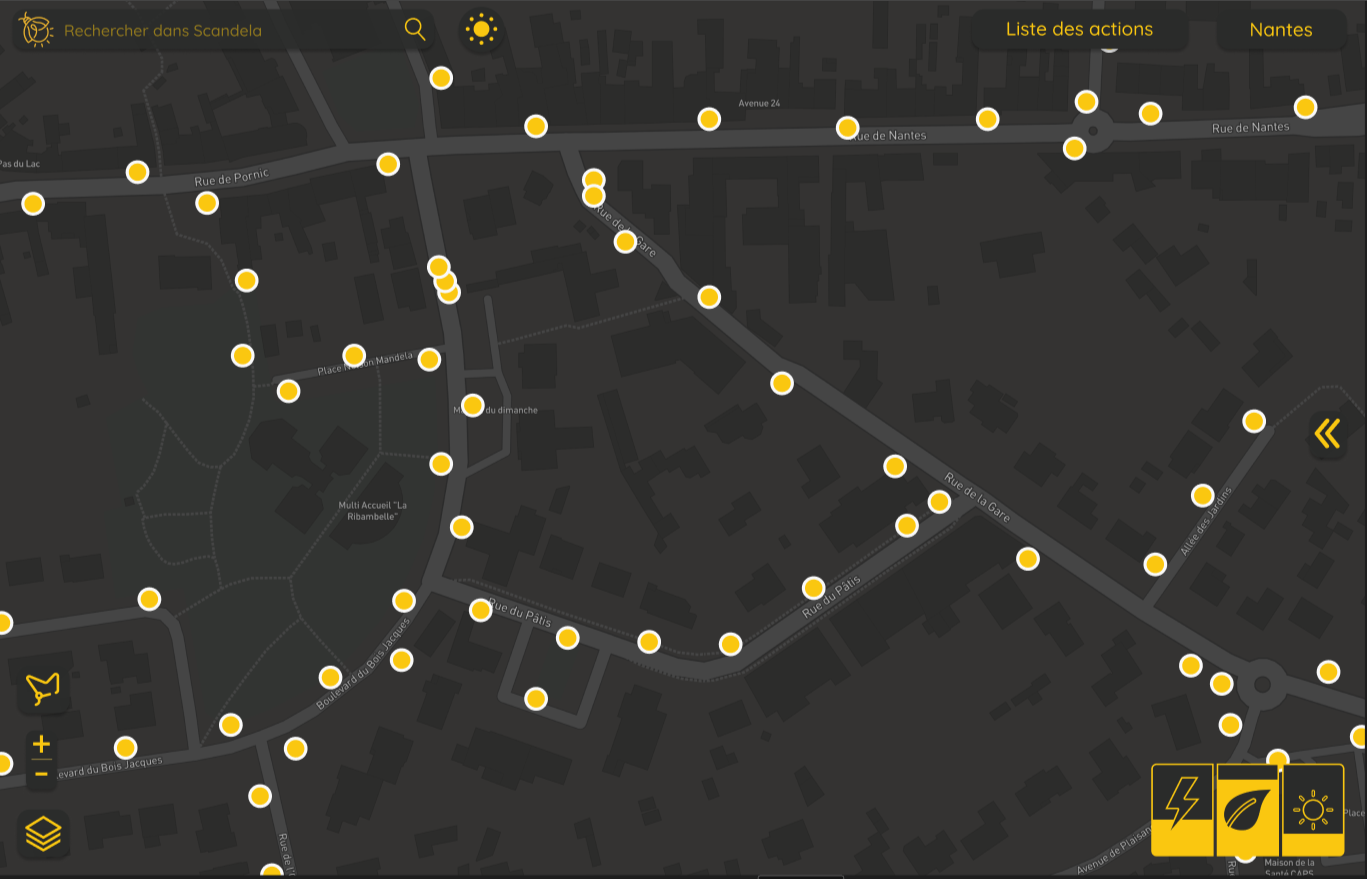 Rechercher dans Scandela
Liste des actions
Nantes
Avenue 24
Rue de Nantes
Rue de Nantes
Pas du Lac
Rue de Pornic
Rue de la Gare
Place Nelson Mandela
du dimanche
Multi Accueil "La
Ribambelle"
Rue de la Gare
Allée des Jardins
Rue du Pâtis
Rue du Pâtis
Boulevard du Bois Jacques
+
−
evard du Bois Jacques
Rue de l'
Place
Avenue de Plaisan
Ru
Maison de la
Santé CAPS